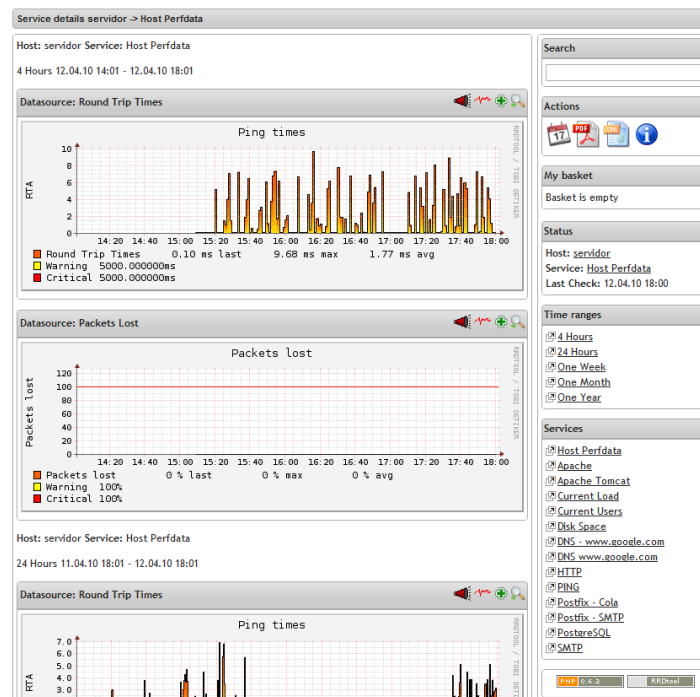 Service details servidor -> Host Perfdata
Host: servidor Service: Host Perfdata
4 Hours 12.04.10 14:01 - 12.04.10 18:01
Datasource: Round Trip Times
Ping times
RTA
10
8
6
4
2
0
14:20 14:40 15:00 15:20 15:40 16:00 16:20 16:40 17:00 17:20 17:40 18:00
RRDTOOL / TOBI OETIKER
Round Trip Times 0.10 ms last 9.68 ms max 1.77 ms avg
Warning 5000.000000ms
Critical 5000.000000ms
Datasource: Packets Lost
Packets lost
Packets lost
120
100
80
60
40
20
0
14:20 14:40 15:00 15:20 15:40 16:00 16:20 16:40 17:00 17:20 17:40 18:00
RRDTOOL / TOBI OETIKER
Packets lost 0 % last 0 % max 0 % avg
Warning 100%
Critical 100%
Host: servidor Service: Host Perfdata
24 Hours 11.04.10 18:01 - 12.04.10 18:01
Datasource: Round Trip Times
Ping times
RTA
7.0
6.0
5.0
4.0
3.0
RRDTOOL / TOBI OET
Search
Actions
17
PDF
XML
My basket
Basket is empty
Status
Host: servidor
Service: Host Perfdata
Last Check: 12.04.10 18:00
Time ranges
4 Hours
24 Hours
One Week
One Month
One Year
Services
Host Perfdata
Apache
Apache Tomcat
Current Load
Current Users
Disk Space
DNS - www.google.com
DNS www.google.com
HTTP
PING
Postfix - Cola
Postfix - SMTP
PostgreSQL
SMTP
PNP 0.6.2
RRDtool